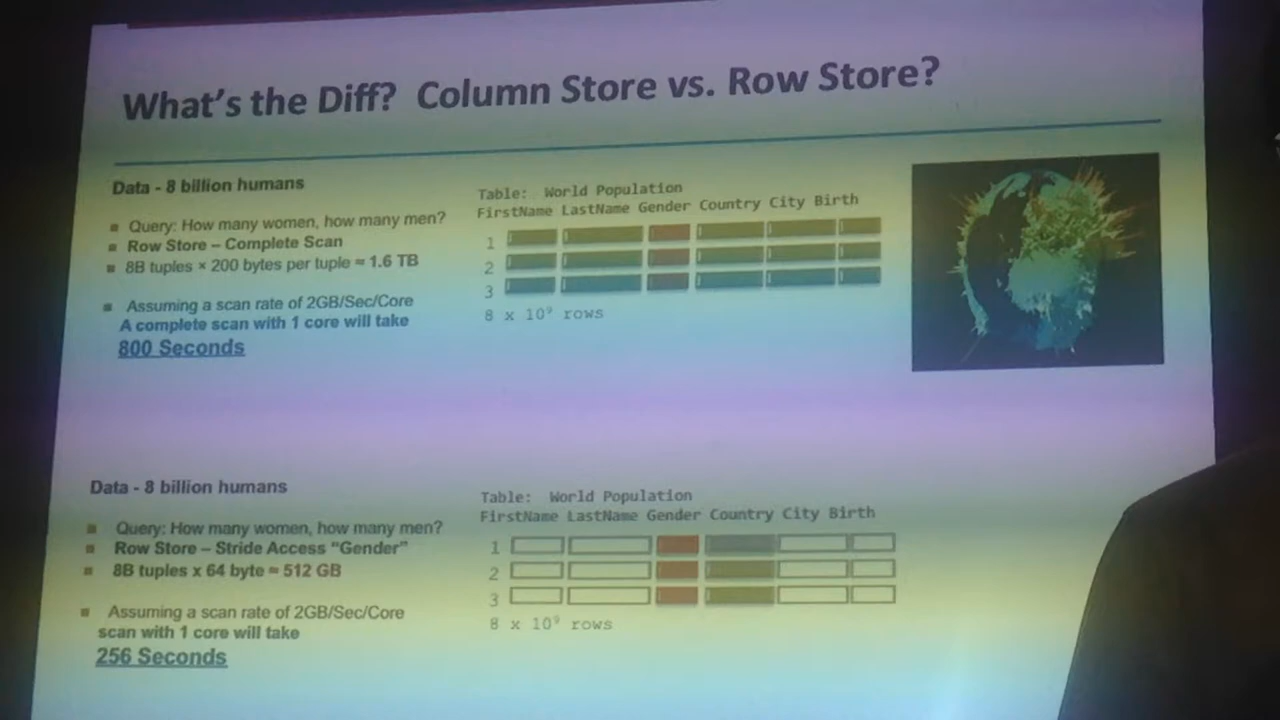 What's the Diff? Column Store vs. Row Store?
Data - 8 billion humans
Query: How many women, how many men?
Row Store – Complete Scan
8B tuples × 200 bytes per tuple ≈ 1.6 TB
Assuming a scan rate of 2GB/Sec/Core
A complete scan with 1 core will take
800 Seconds
Table: World Population
FirstName LastName Gender Country City Birth
1
2
3
8 x 10⁹ rows
Data - 8 billion humans
Query: How many women, how many men?
Row Store – Stride Access "Gender"
8B tuples x 64 byte ≈ 512 GB
Assuming a scan rate of 2GB/Sec/Core
scan with 1 core will take
256 Seconds
Table: World Population
FirstName LastName Gender Country City Birth
1
2
3
8 x 10⁹ rows